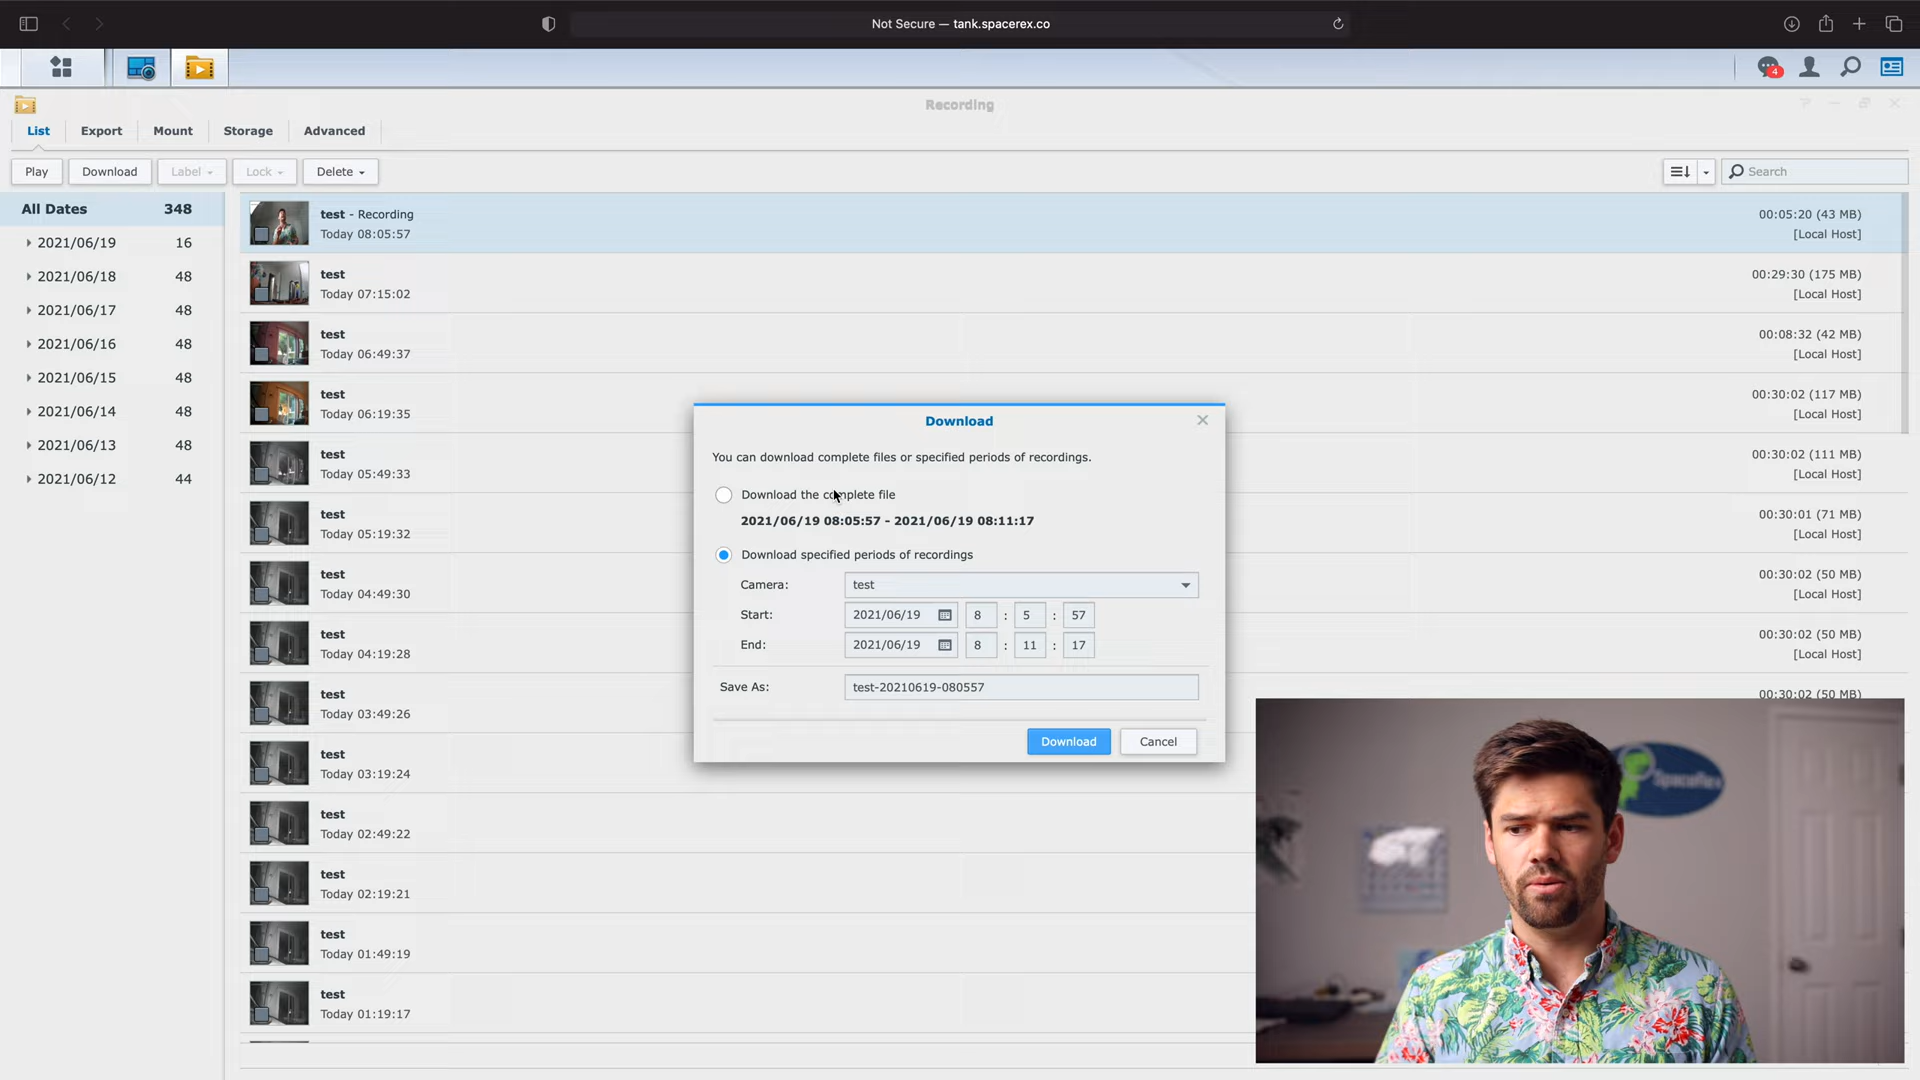 Not Secure — tank.spacerex.co
4
Recording
List
Export
Mount
Storage
Advanced
Play
Download
Label
Lock
Delete
Search
All Dates 348
2021/06/19 16
2021/06/18 48
2021/06/17 48
2021/06/16 48
2021/06/15 48
2021/06/14 48
2021/06/13 48
2021/06/12 44
test - Recording
Today 08:05:57
00:05:20 (43 MB)
[Local Host]
test
Today 07:15:02
00:29:30 (175 MB)
[Local Host]
test
Today 06:49:37
00:08:32 (42 MB)
[Local Host]
test
Today 06:19:35
00:30:02 (117 MB)
[Local Host]
test
Today 05:49:33
00:30:02 (111 MB)
[Local Host]
test
Today 05:19:32
00:30:01 (71 MB)
[Local Host]
test
Today 04:49:30
00:30:02 (50 MB)
[Local Host]
test
Today 04:19:28
00:30:02 (50 MB)
[Local Host]
test
Today 03:49:26
00:30:02 (50 MB)
test
Today 03:19:24
test
Today 02:49:22
test
Today 02:19:21
test
Today 01:49:19
test
Today 01:19:17
Download
You can download complete files or specified periods of recordings.
Download the complete file
2021/06/19 08:05:57 - 2021/06/19 08:11:17
Download specified periods of recordings
Camera: test
Start: 2021/06/19 8 : 5 : 57
End: 2021/06/19 8 : 11 : 17
Save As: test-20210619-080557
Download
Cancel
SpaceRex